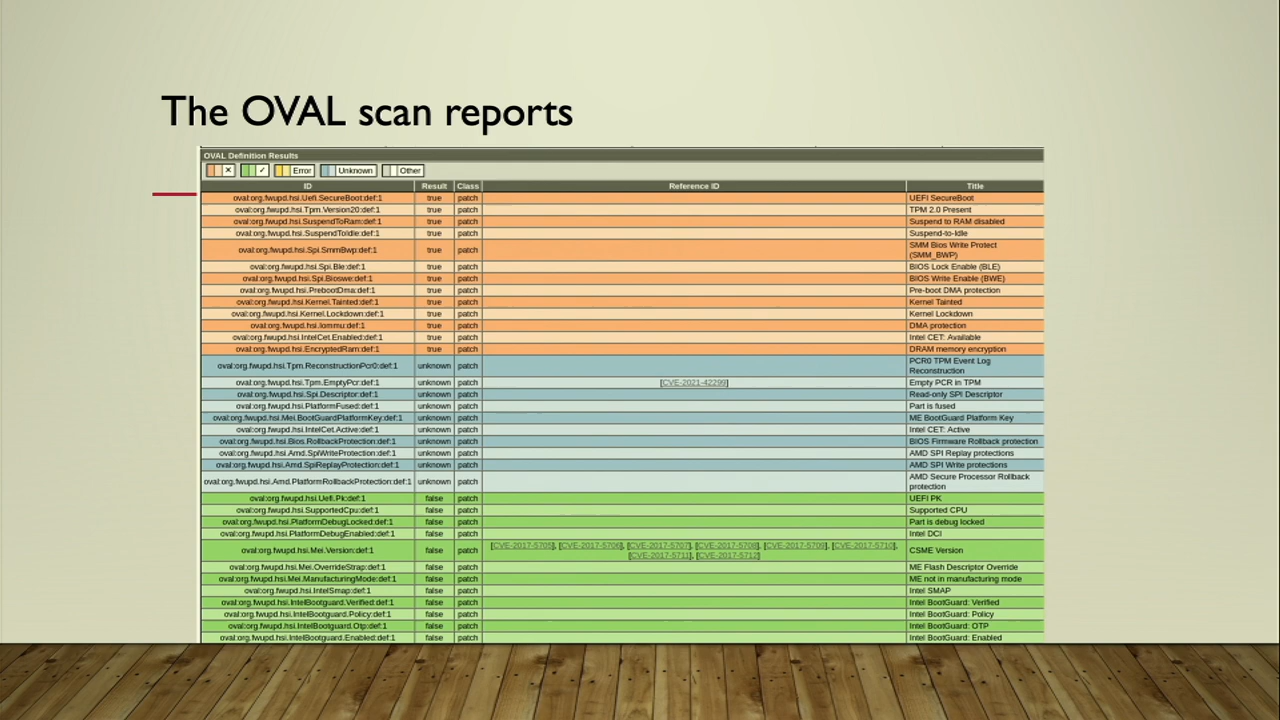 The OVAL scan reports
OVAL Definition Results
✕ ✓ Error Unknown Other
ID Result Class Reference ID Title
oval:org.fwupd.hsi.Uefi.SecureBoot:def:1 true patch UEFI SecureBoot
oval:org.fwupd.hsi.Tpm.Version20:def:1 true patch TPM 2.0 Present
oval:org.fwupd.hsi.SuspendToRam:def:1 true patch Suspend to RAM disabled
oval:org.fwupd.hsi.SuspendToIdle:def:1 true patch Suspend-to-Idle
oval:org.fwupd.hsi.Spi.SmmBwp:def:1 true patch SMM Bios Write Protect
(SMM_BWP)
oval:org.fwupd.hsi.Spi.Ble:def:1 true patch BIOS Lock Enable (BLE)
oval:org.fwupd.hsi.Spi.Bioswe:def:1 true patch BIOS Write Enable (BWE)
oval:org.fwupd.hsi.PrebootDma:def:1 true patch Pre-boot DMA protection
oval:org.fwupd.hsi.Kernel.Tainted:def:1 true patch Kernel Tainted
oval:org.fwupd.hsi.Kernel.Lockdown:def:1 true patch Kernel Lockdown
oval:org.fwupd.hsi.Iommu:def:1 true patch DMA protection
oval:org.fwupd.hsi.IntelCet.Enabled:def:1 true patch Intel CET: Available
oval:org.fwupd.hsi.EncryptedRam:def:1 true patch DRAM memory encryption
oval:org.fwupd.hsi.Tpm.ReconstructionPcr0:def:1 unknown patch PCR0 TPM Event Log
Reconstruction
oval:org.fwupd.hsi.Tpm.EmptyPcr:def:1 unknown patch [CVE-2021-42299] Empty PCR in TPM
oval:org.fwupd.hsi.Spi.Descriptor:def:1 unknown patch Read-only SPI Descriptor
oval:org.fwupd.hsi.PlatformFused:def:1 unknown patch Part is fused
oval:org.fwupd.hsi.Mei.BootGuardPlatformKey:def:1 unknown patch ME BootGuard Platform Key
oval:org.fwupd.hsi.IntelCet.Active:def:1 unknown patch Intel CET: Active
oval:org.fwupd.hsi.Bios.RollbackProtection:def:1 unknown patch BIOS Firmware Rollback protection
oval:org.fwupd.hsi.Amd.SpiWriteProtection:def:1 unknown patch AMD SPI Replay protections
oval:org.fwupd.hsi.Amd.SpiReplayProtection:def:1 unknown patch AMD SPI Write protections
oval:org.fwupd.hsi.Amd.PlatformRollbackProtection:def:1 unknown patch AMD Secure Processor Rollback
protection
oval:org.fwupd.hsi.Uefi.Pk:def:1 false patch UEFI PK
oval:org.fwupd.hsi.SupportedCpu:def:1 false patch Supported CPU
oval:org.fwupd.hsi.PlatformDebugLocked:def:1 false patch Part is debug locked
oval:org.fwupd.hsi.PlatformDebugEnabled:def:1 false patch Intel DCI
oval:org.fwupd.hsi.Mei.Version:def:1 false patch [CVE-2017-5705], [CVE-2017-5706], [CVE-2017-5707], [CVE-2017-5708], [CVE-2017-5709], [CVE-2017-5710], CSME Version
[CVE-2017-5711], [CVE-2017-5712]
oval:org.fwupd.hsi.Mei.OverrideStrap:def:1 false patch ME Flash Descriptor Override
oval:org.fwupd.hsi.Mei.ManufacturingMode:def:1 false patch ME not in manufacturing mode
oval:org.fwupd.hsi.IntelSmap:def:1 false patch Intel SMAP
oval:org.fwupd.hsi.IntelBootguard.Verified:def:1 false patch Intel BootGuard: Verified
oval:org.fwupd.hsi.IntelBootguard.Policy:def:1 false patch Intel BootGuard: Policy
oval:org.fwupd.hsi.IntelBootguard.Otp:def:1 false patch Intel BootGuard: OTP
oval:org.fwupd.hsi.IntelBootguard.Enabled:def:1 false patch Intel BootGuard: Enabled